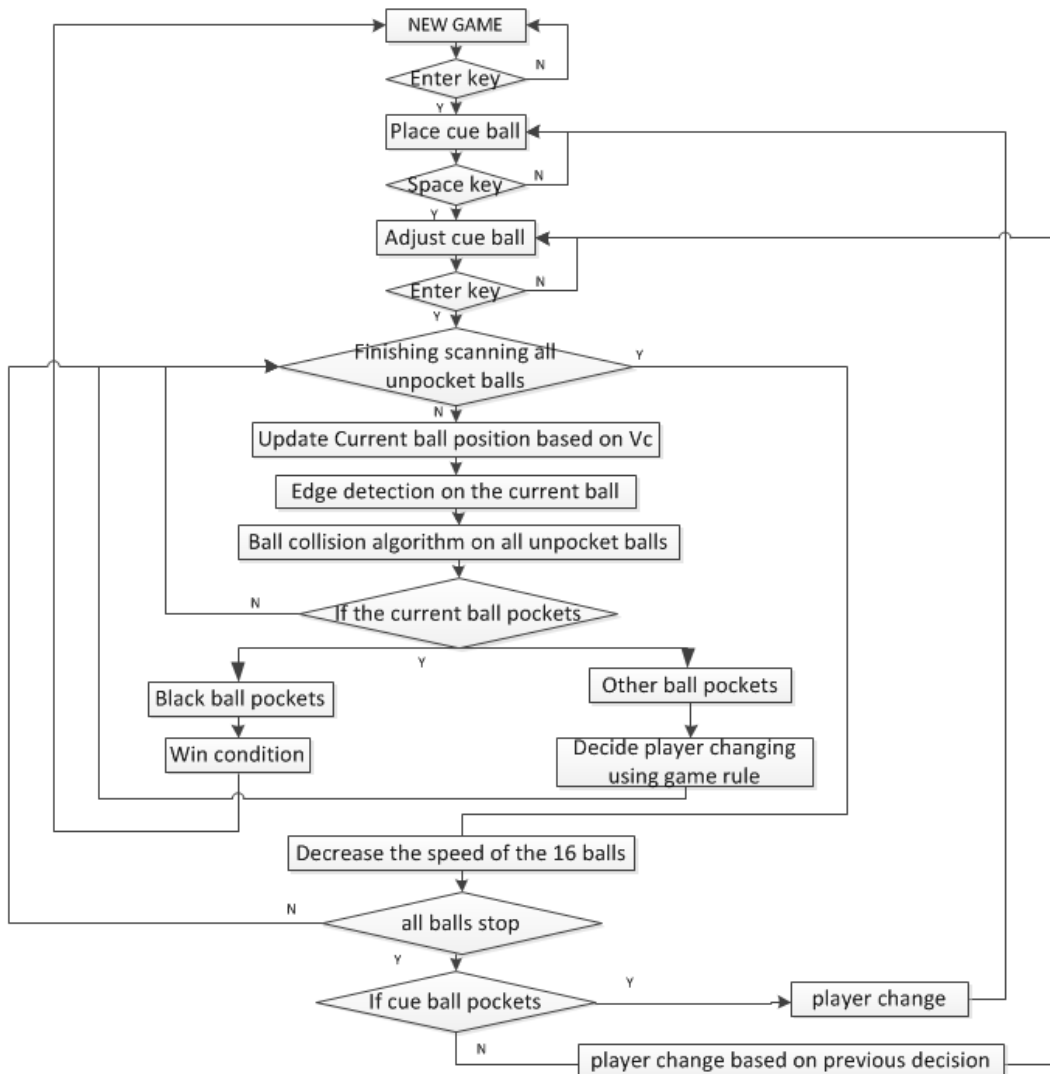 NEW GAME
N
Enter key
Y
Place cue ball
N
Space key
Y
Adjust cue ball
N
Enter key
Y
Finishing scanning all
unpocket balls
Y
N
Update Current ball position based on Vc
Edge detection on the current ball
Ball collision algorithm on all unpocket balls
N
If the current ball pockets
Y
Black ball pockets
Other ball pockets
Win condition
Decide player changing
using game rule
Decrease the speed of the 16 balls
N
all balls stop
Y
If cue ball pockets
Y
player change
N
player change based on previous decision